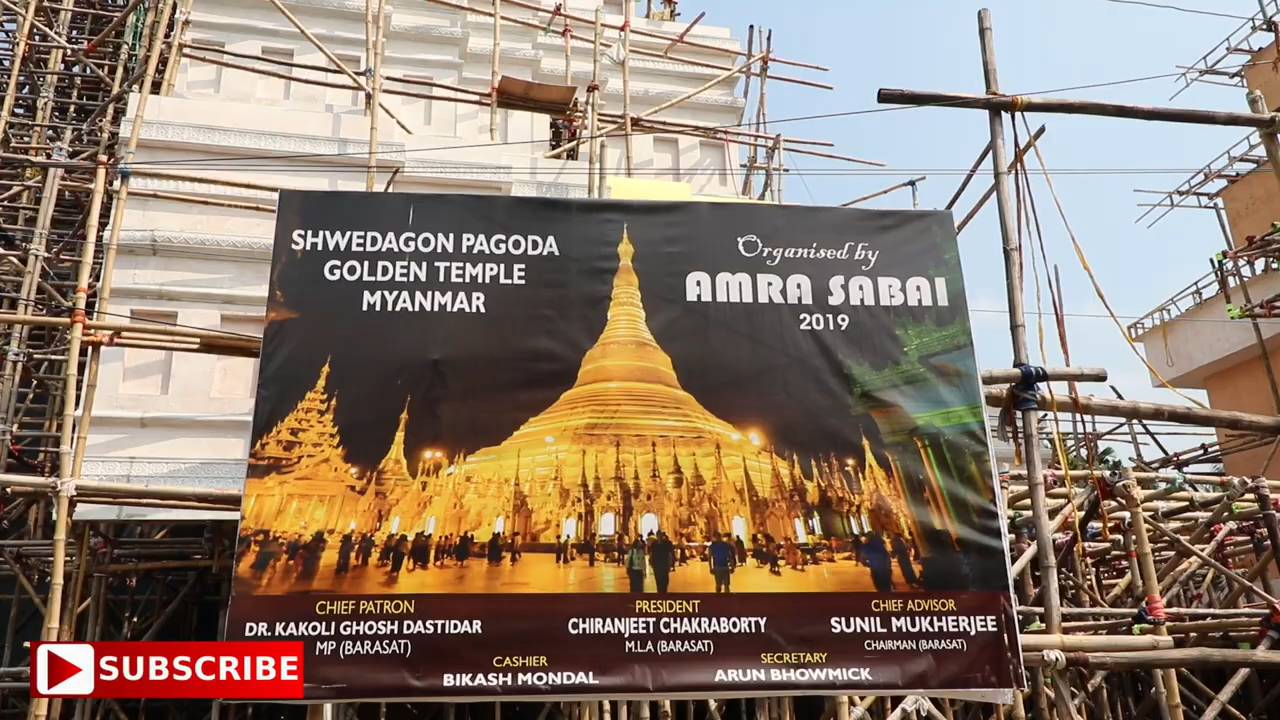 SHWEDAGON PAGODA
GOLDEN TEMPLE
MYANMAR
Organised by
AMRA SABAI
2019
CHIEF PATRON
DR. KAKOLI GHOSH DASTIDAR
MP (BARASAT)
PRESIDENT
CHIRANJEET CHAKRABORTY
M.L.A (BARASAT)
CHIEF ADVISOR
SUNIL MUKHERJEE
CHAIRMAN (BARASAT)
CASHIER
BIKASH MONDAL
SECRETARY
ARUN BHOWMICK
SUBSCRIBE